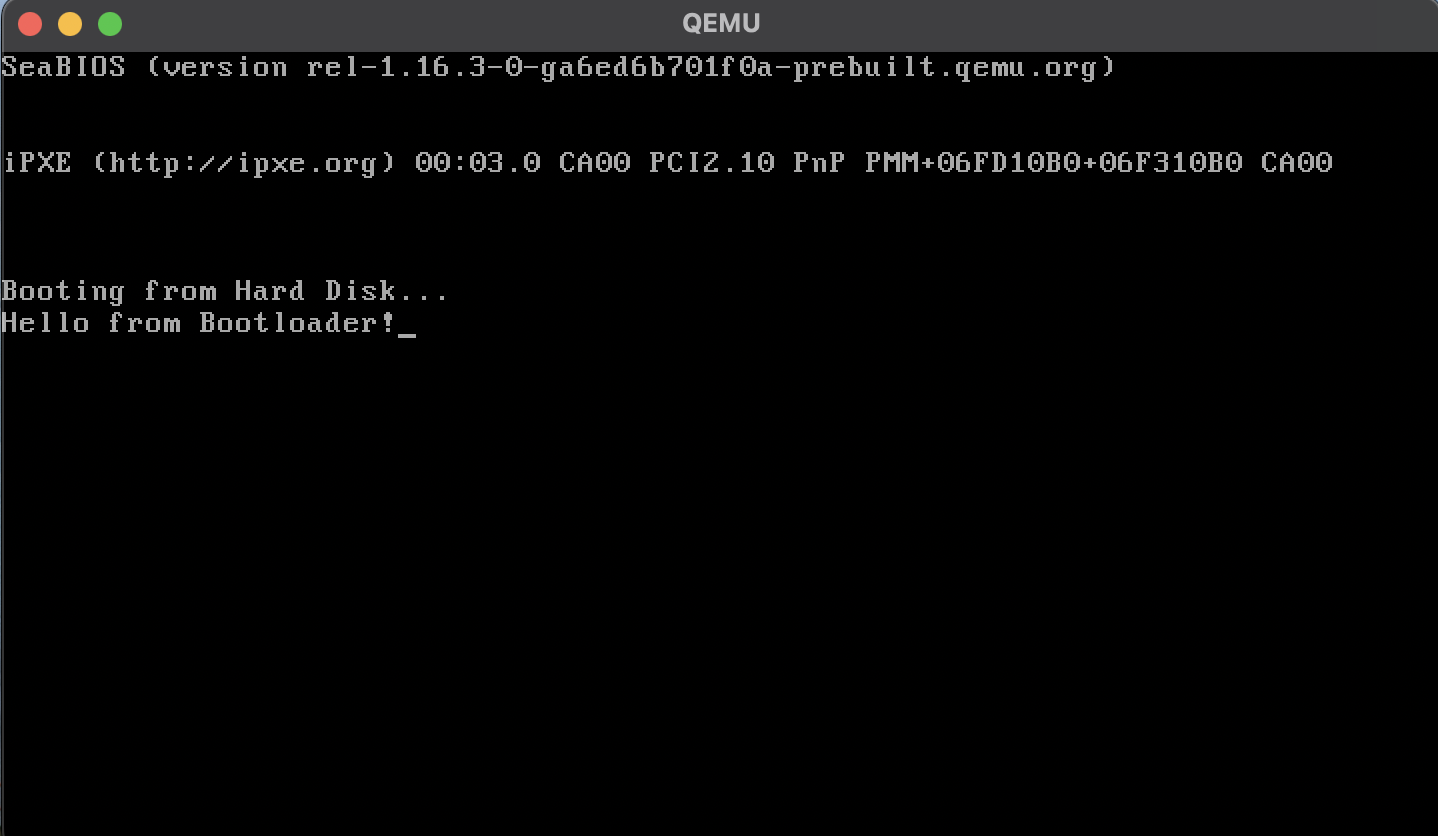 QEMU
SeaBIOS (version rel-1.16.3-0-ga6ed6b701f0a-prebuilt.qemu.org)
iPXE (http://ipxe.org) 00:03.0 CA00 PCI2.10 PnP PMM+06FD10B0+06F310B0 CA00
Booting from Hard Disk...
Hello from Bootloader!_